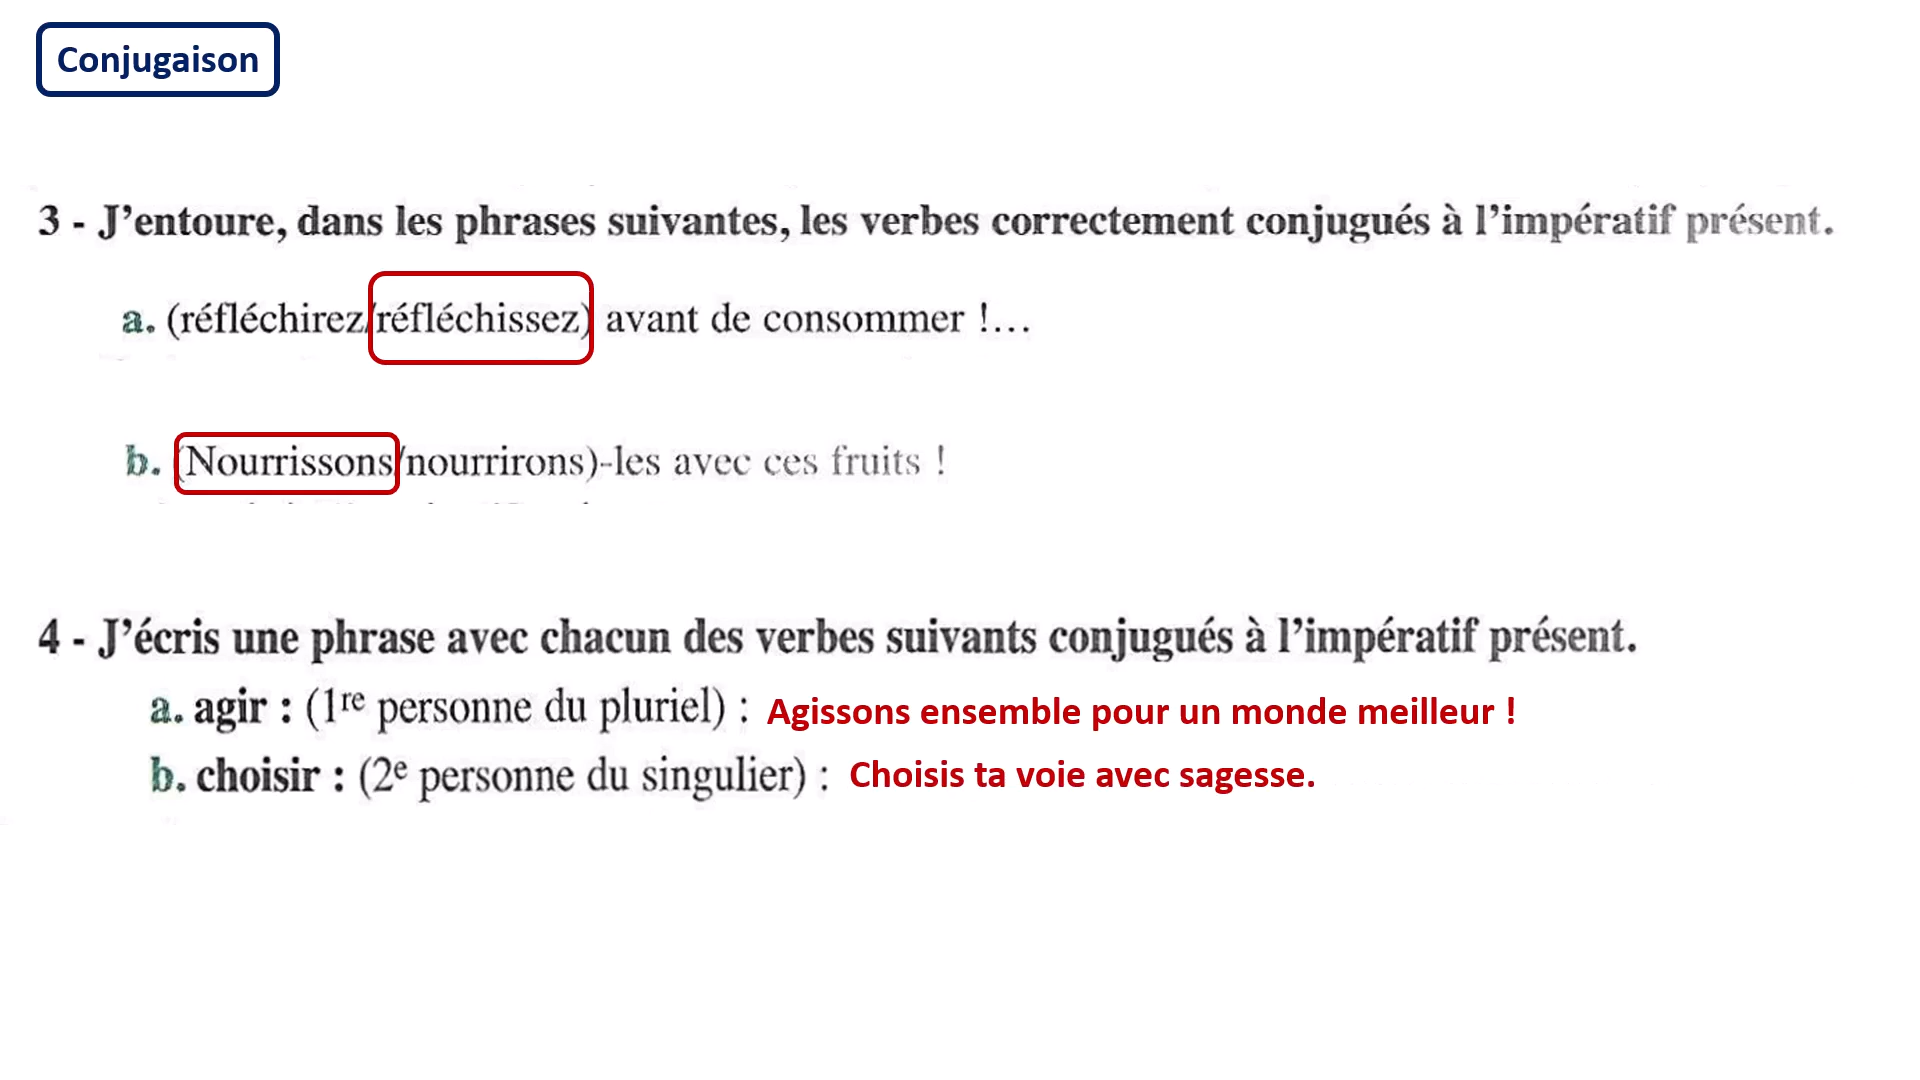 Conjugaison
3 - J’entoure, dans les phrases suivantes, les verbes correctement conjugués à l’impératif présent.
a. (réfléchirez/réfléchissez) avant de consommer !…
b. (Nourrissons/nourrirons)-les avec ces fruits !
4 - J’écris une phrase avec chacun des verbes suivants conjugués à l’impératif présent.
a. agir : (1re personne du pluriel) : Agissons ensemble pour un monde meilleur !
b. choisir : (2e personne du singulier) : Choisis ta voie avec sagesse.